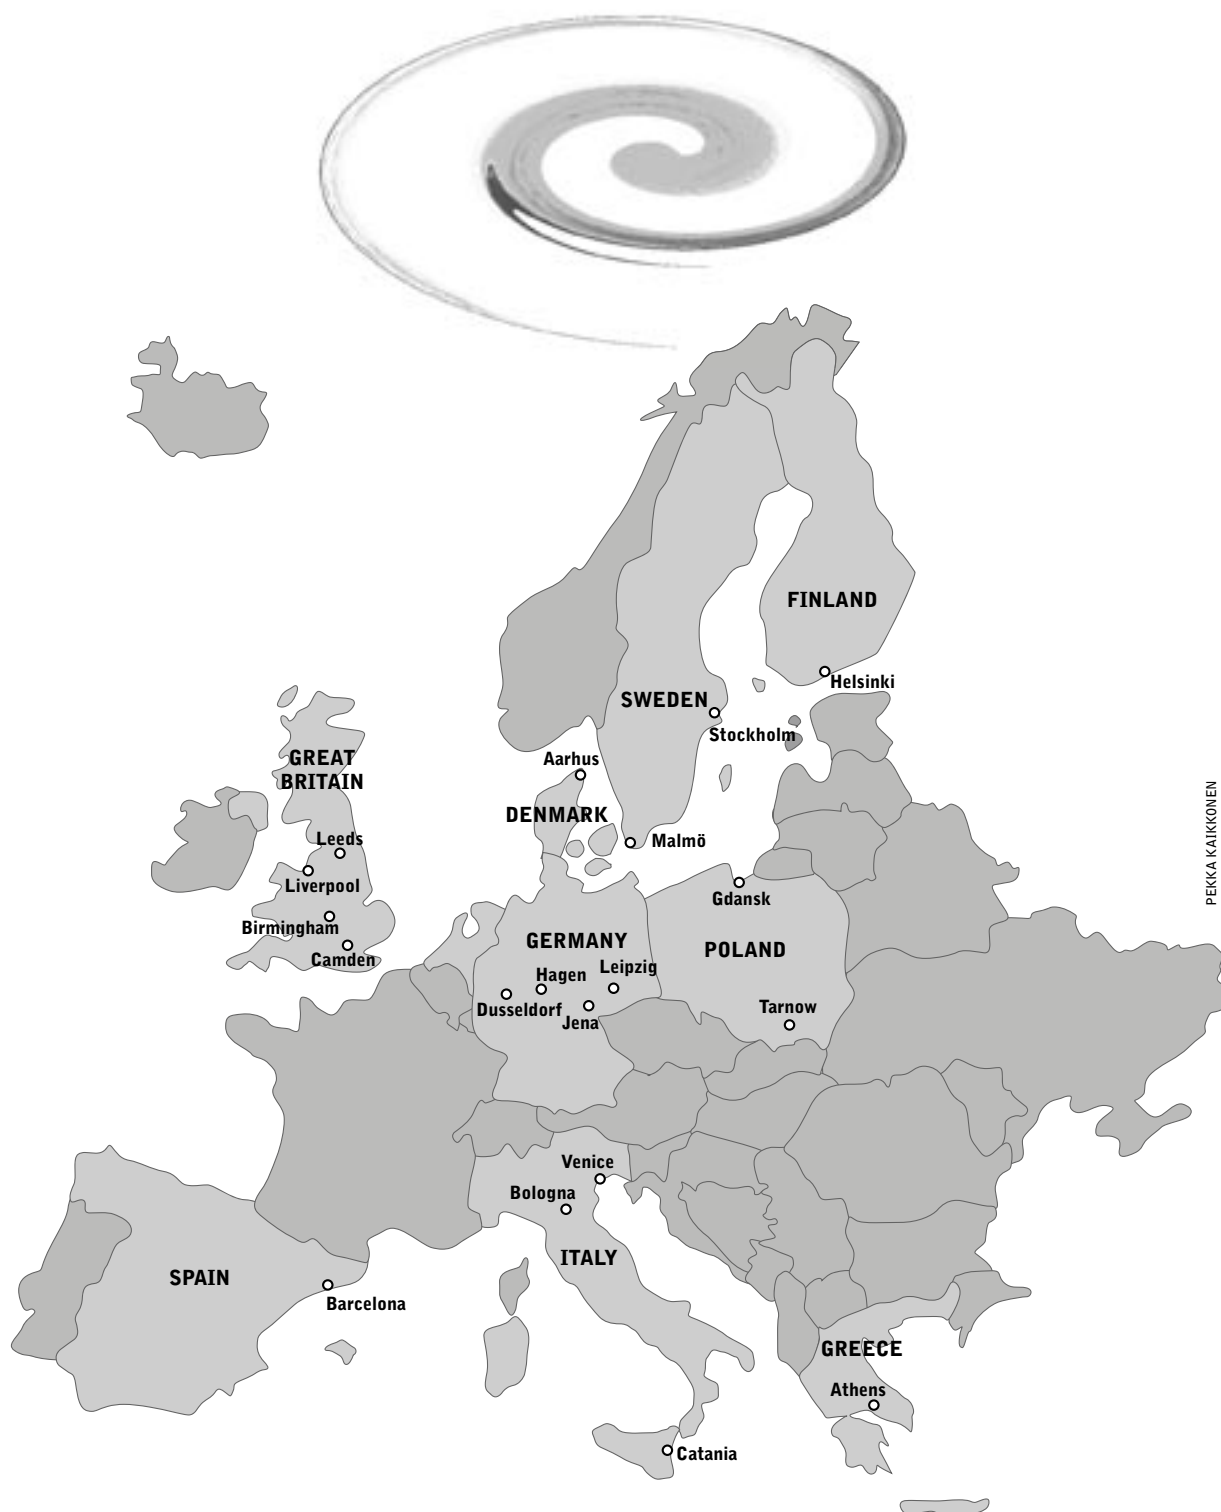 FINLAND
Helsinki
SWEDEN
Stockholm
Aarhus
GREAT
BRITAIN
DENMARK
Malmö
Leeds
Liverpool
Gdansk
Birmingham
Camden
GERMANY
POLAND
Hagen
Leipzig
Dusseldorf
Jena
Tarnow
Venice
Bologna
ITALY
SPAIN
Barcelona
GREECE
Athens
Catania
PEKKA KAIKKONEN